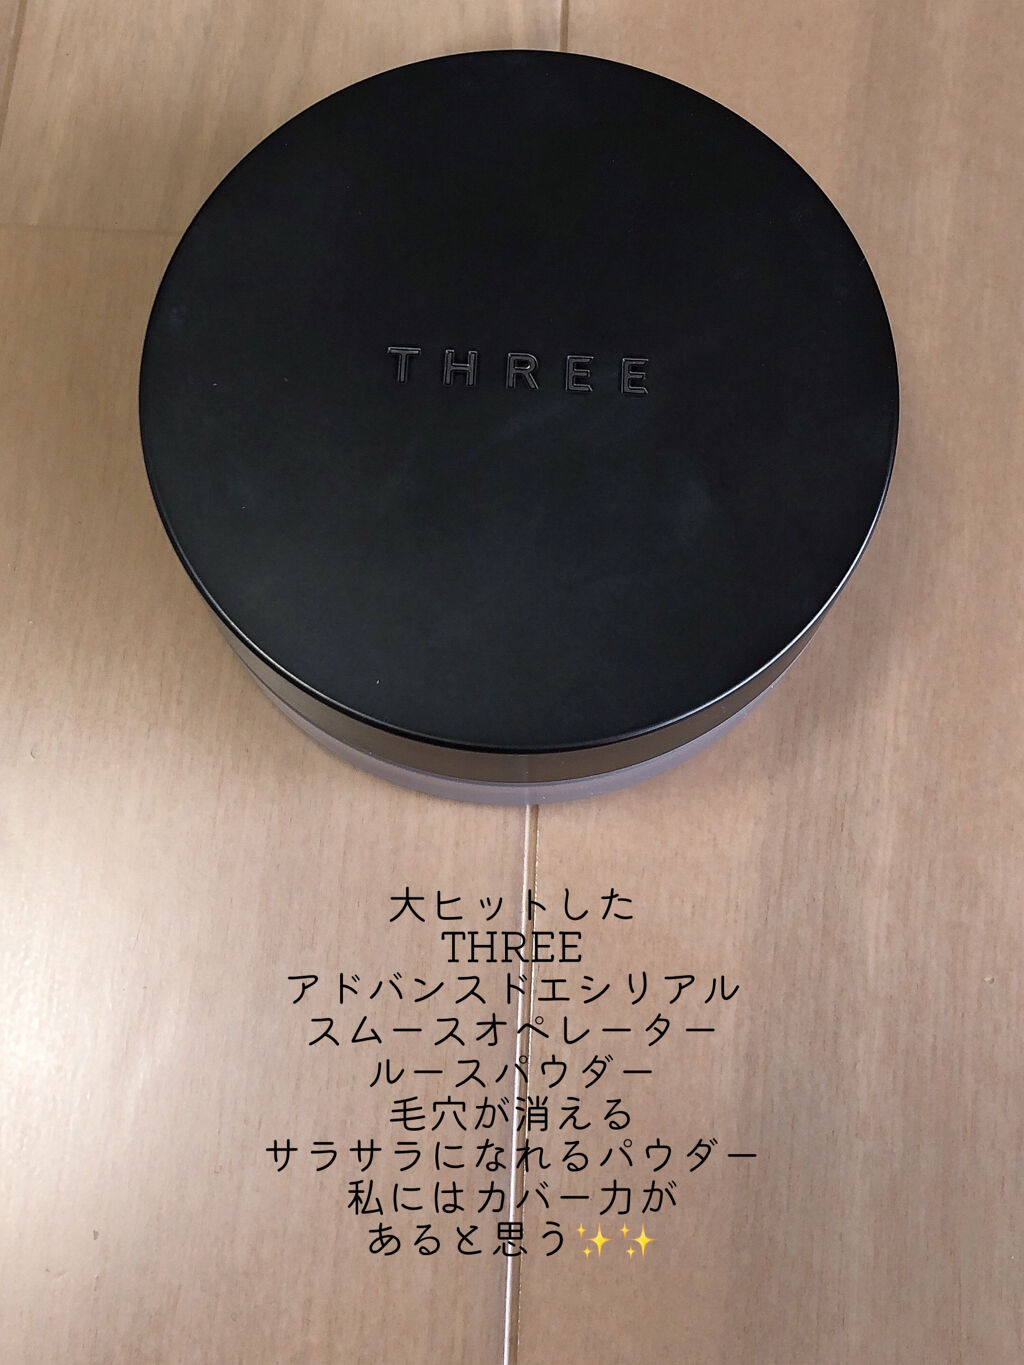 THREE
大ヒットした
THREE
アドバンスドエシリアル
スムースオペレーター
ルースパウダー
毛穴が消える
サラサラになれるパウダー
私にはカバー力が
あると思う✨✨